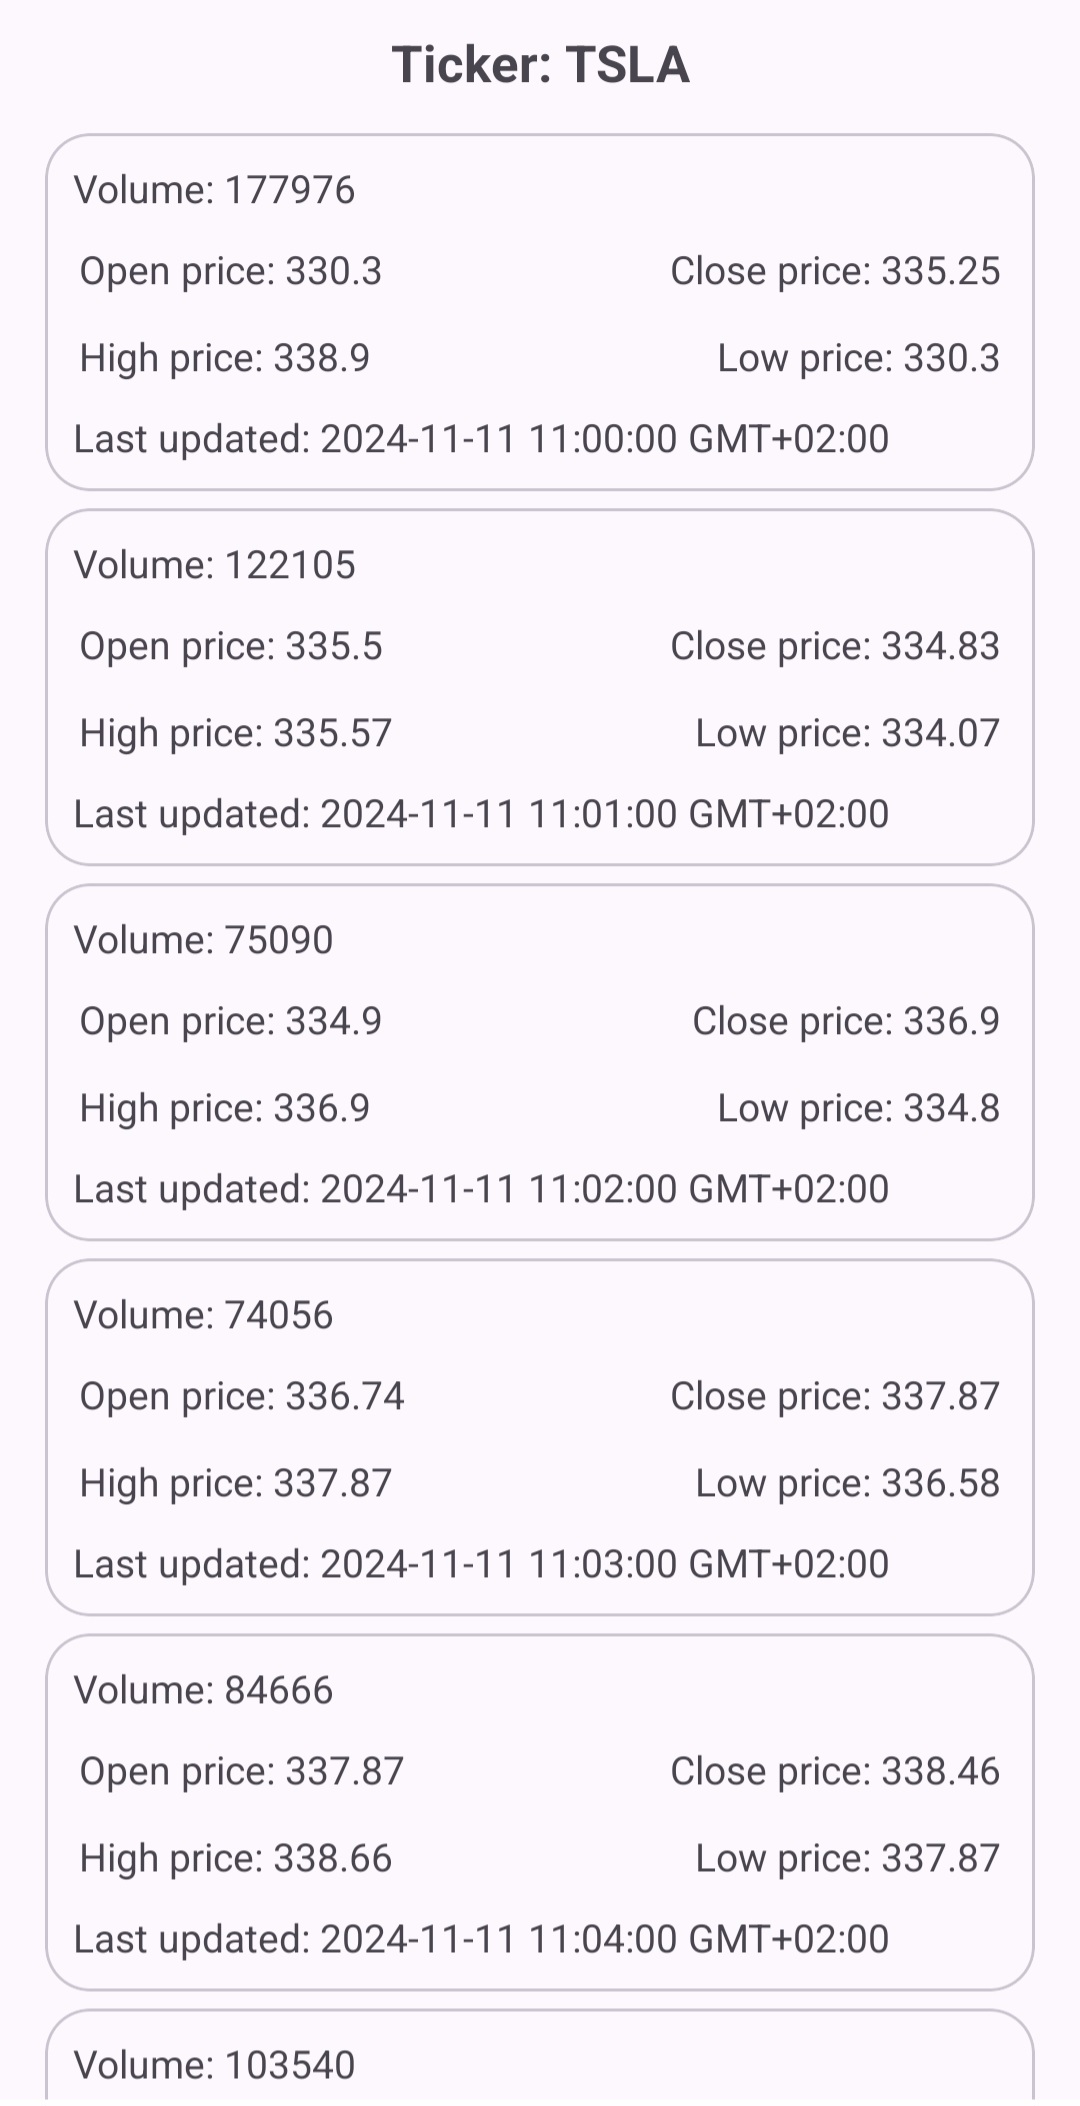 Ticker: TSLA
Volume: 177976
Open price: 330.3 Close price: 335.25
High price: 338.9 Low price: 330.3
Last updated: 2024-11-11 11:00:00 GMT+02:00
Volume: 122105
Open price: 335.5 Close price: 334.83
High price: 335.57 Low price: 334.07
Last updated: 2024-11-11 11:01:00 GMT+02:00
Volume: 75090
Open price: 334.9 Close price: 336.9
High price: 336.9 Low price: 334.8
Last updated: 2024-11-11 11:02:00 GMT+02:00
Volume: 74056
Open price: 336.74 Close price: 337.87
High price: 337.87 Low price: 336.58
Last updated: 2024-11-11 11:03:00 GMT+02:00
Volume: 84666
Open price: 337.87 Close price: 338.46
High price: 338.66 Low price: 337.87
Last updated: 2024-11-11 11:04:00 GMT+02:00
Volume: 103540